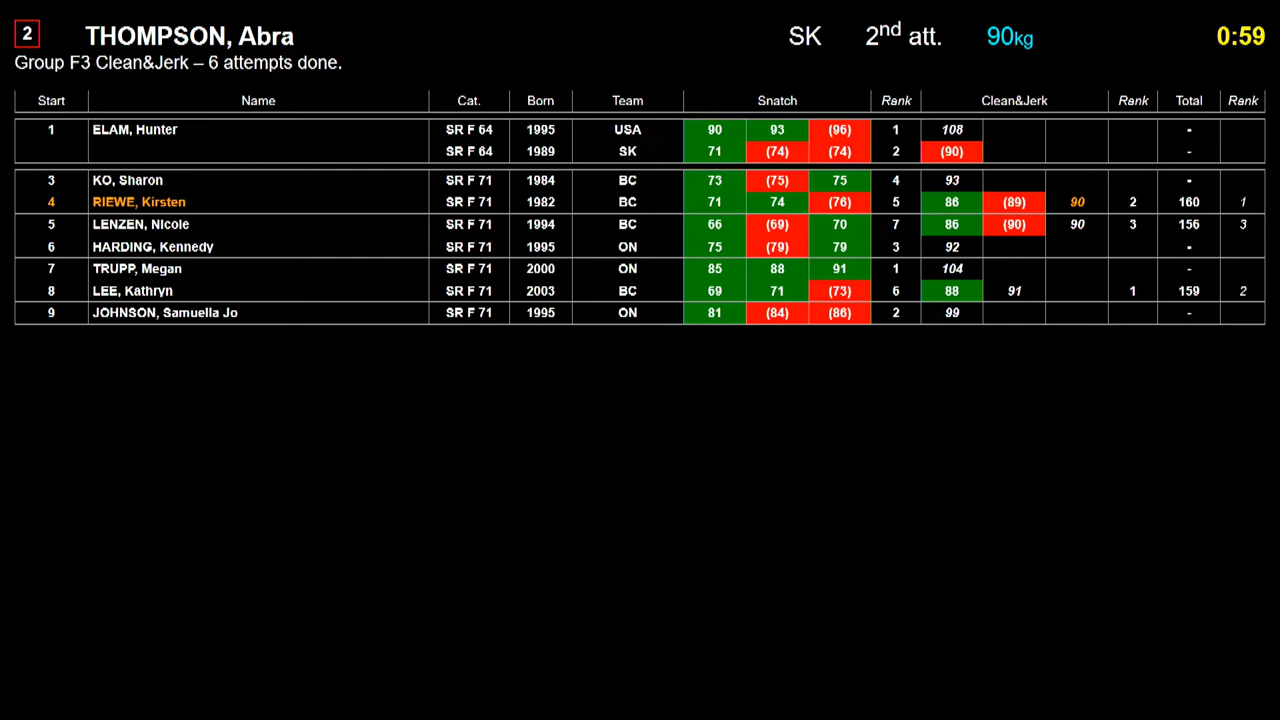 2 THOMPSON, Abra SK 2nd att. 90kg 0:59
Group F3 Clean&Jerk – 6 attempts done.
Start Name Cat. Born Team Snatch Rank Clean&Jerk Rank Total Rank
1 ELAM, Hunter SR F 64 1995 USA 90 93 (96) 1 108 -
SR F 64 1989 SK 71 (74) (74) 2 (90) -
3 KO, Sharon SR F 71 1984 BC 73 (75) 75 4 93 -
4 RIEWE, Kirsten SR F 71 1982 BC 71 74 (76) 5 86 (89) 90 2 160 1
5 LENZEN, Nicole SR F 71 1994 BC 66 (69) 70 7 86 (90) 90 3 156 3
6 HARDING, Kennedy SR F 71 1995 ON 75 (79) 79 3 92 -
7 TRUPP, Megan SR F 71 2000 ON 85 88 91 1 104 -
8 LEE, Kathryn SR F 71 2003 BC 69 71 (73) 6 88 91 1 159 2
9 JOHNSON, Samuella Jo SR F 71 1995 ON 81 (84) (86) 2 99 -